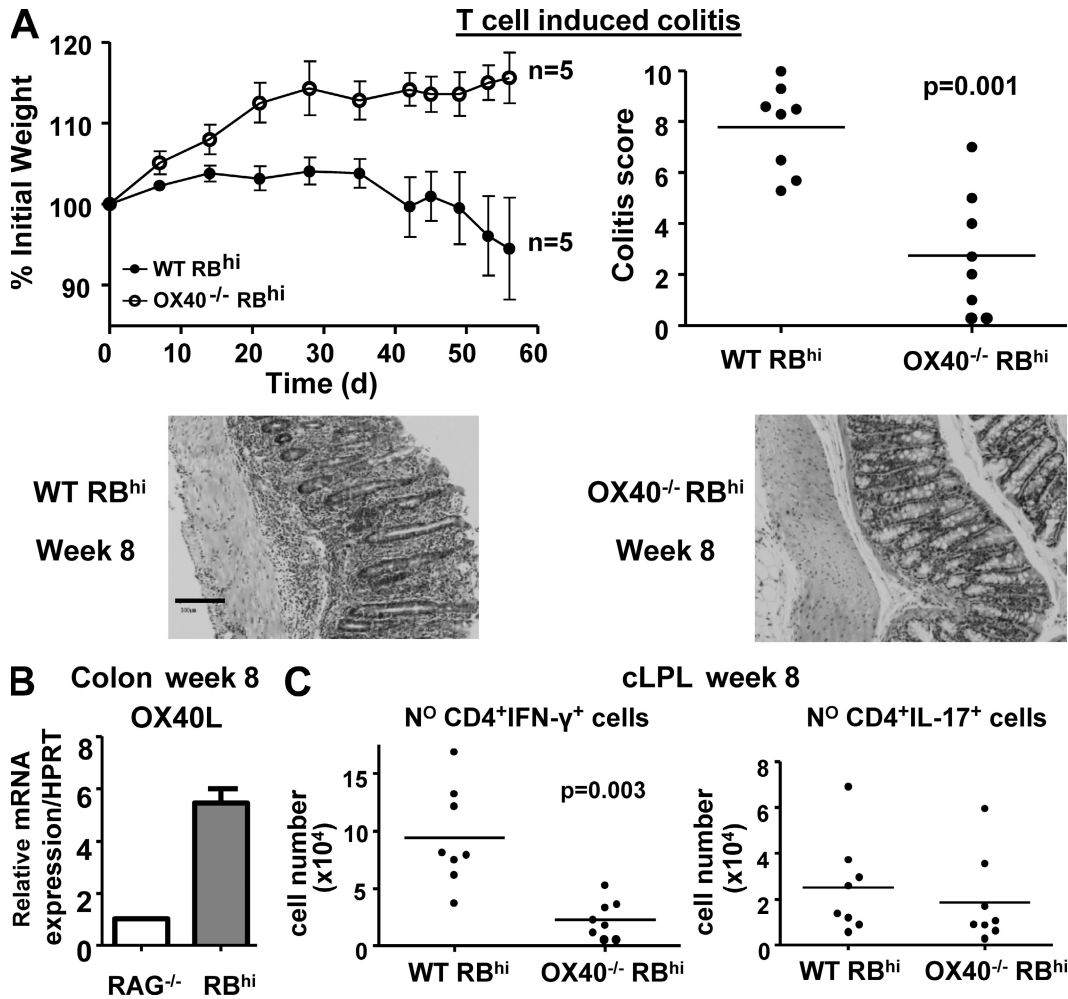 A
T cell induced colitis
% Initial Weight
120
110
100
90
n=5
n=5
WT RBhi
OX40-/- RBhi
0 10 20 30 40 50 60
Time (d)
Colitis score
10
8
6
4
2
0
p=0.001
WT RBhi OX40-/- RBhi
WT RBhi
Week 8
OX40-/- RBhi
Week 8
B Colon week 8
OX40L
Relative mRNA
expression/HPRT
8
6
4
2
0
RAG-/- RBhi
C cLPL week 8
NO CD4+IFN-γ+ cells
cell number
(x10⁴)
15
10
5
0
p=0.003
WT RBhi OX40-/- RBhi
NO CD4+IL-17+ cells
cell number
(x10⁴)
8
6
4
2
0
WT RBhi OX40-/- RBhi